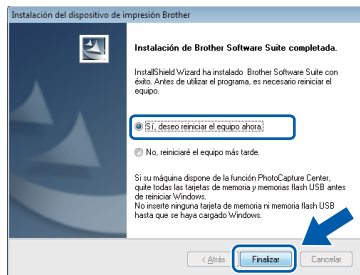 Instalación del dispositivo de impresión Brother
Instalación de Brother Software Suite completada.
InstallShield Wizard ha instalado Brother Software Suite con
éxito. Antes de utilizar el programa, es necesario reiniciar el
equipo.
Sí, deseo reiniciar el equipo ahora.
No, reiniciaré el equipo más tarde.
Si su máquina dispone de la función PhotoCapture Center,
quite todas las tarjetas de memoria y memorias flash USB antes
de reiniciar Windows.
No inserte ninguna tarjeta de memoria ni memoria flash USB
hasta que se haya cargado Windows.
< Atrás Finalizar Cancelar